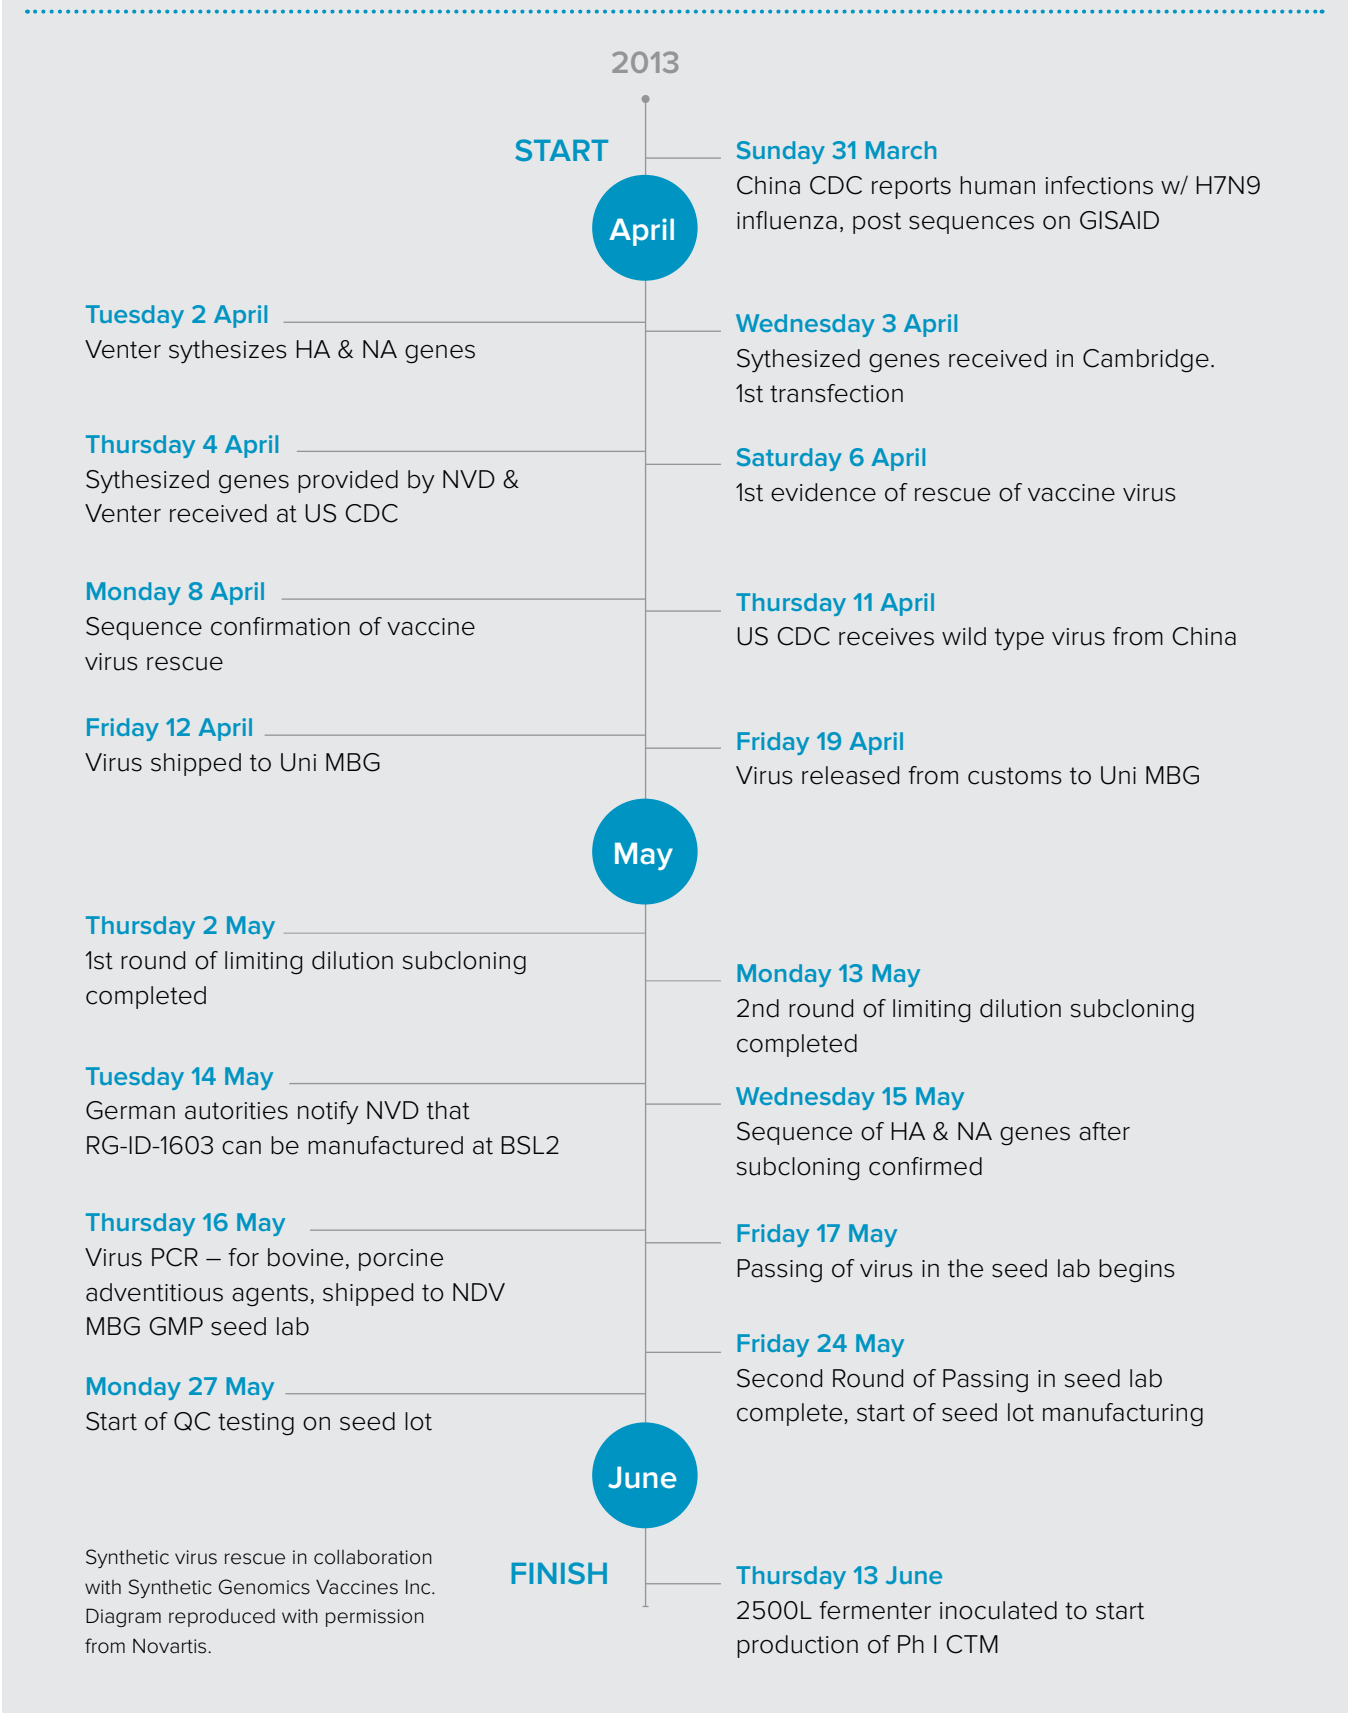 2013
START
Sunday 31 March
China CDC reports human infections w/ H7N9
influenza, post sequences on GISAID
April
Tuesday 2 April
Venter sythesizes HA & NA genes
Wednesday 3 April
Sythesized genes received in Cambridge.
1st transfection
Thursday 4 April
Sythesized genes provided by NVD &
Venter received at US CDC
Saturday 6 April
1st evidence of rescue of vaccine virus
Monday 8 April
Sequence confirmation of vaccine
virus rescue
Thursday 11 April
US CDC receives wild type virus from China
Friday 12 April
Virus shipped to Uni MBG
Friday 19 April
Virus released from customs to Uni MBG
May
Thursday 2 May
1st round of limiting dilution subcloning
completed
Monday 13 May
2nd round of limiting dilution subcloning
completed
Tuesday 14 May
German autorities notify NVD that
RG-ID-1603 can be manufactured at BSL2
Wednesday 15 May
Sequence of HA & NA genes after
subcloning confirmed
Thursday 16 May
Virus PCR – for bovine, porcine
adventitious agents, shipped to NDV
MBG GMP seed lab
Friday 17 May
Passing of virus in the seed lab begins
Friday 24 May
Second Round of Passing in seed lab
complete, start of seed lot manufacturing
Monday 27 May
Start of QC testing on seed lot
June
FINISH
Thursday 13 June
2500L fermenter inoculated to start
production of Ph I CTM
Synthetic virus rescue in collaboration
with Synthetic Genomics Vaccines Inc.
Diagram reproduced with permission
from Novartis.